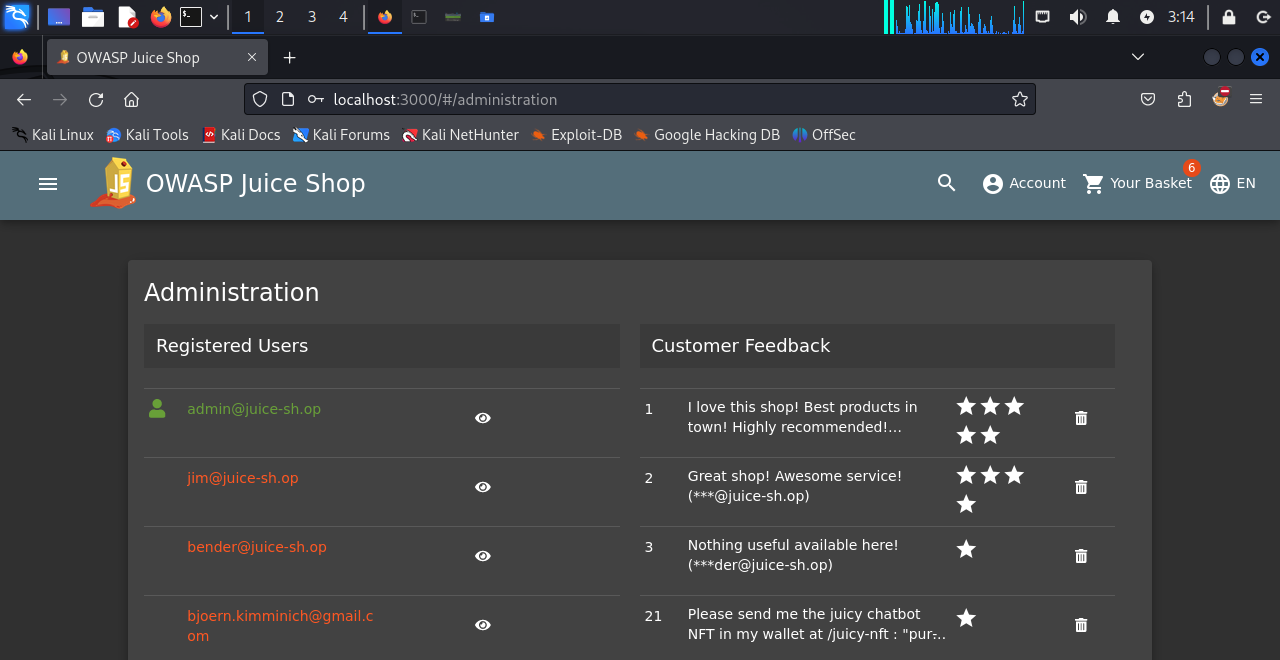 1 2 3 4 3:14
OWASP Juice Shop
localhost:3000/#/administration
Kali Linux Kali Tools Kali Docs Kali Forums Kali NetHunter Exploit-DB Google Hacking DB OffSec
OWASP Juice Shop Account Your Basket 6 EN
Administration
Registered Users
admin@juice-sh.op
jim@juice-sh.op
bender@juice-sh.op
bjoern.kimminich@gmail.c
om
Customer Feedback
1 I love this shop! Best products in
town! Highly recommended!...
2 Great shop! Awesome service!
(***@juice-sh.op)
3 Nothing useful available here!
(***der@juice-sh.op)
21 Please send me the juicy chatbot
NFT in my wallet at /juicy-nft : "pur-...